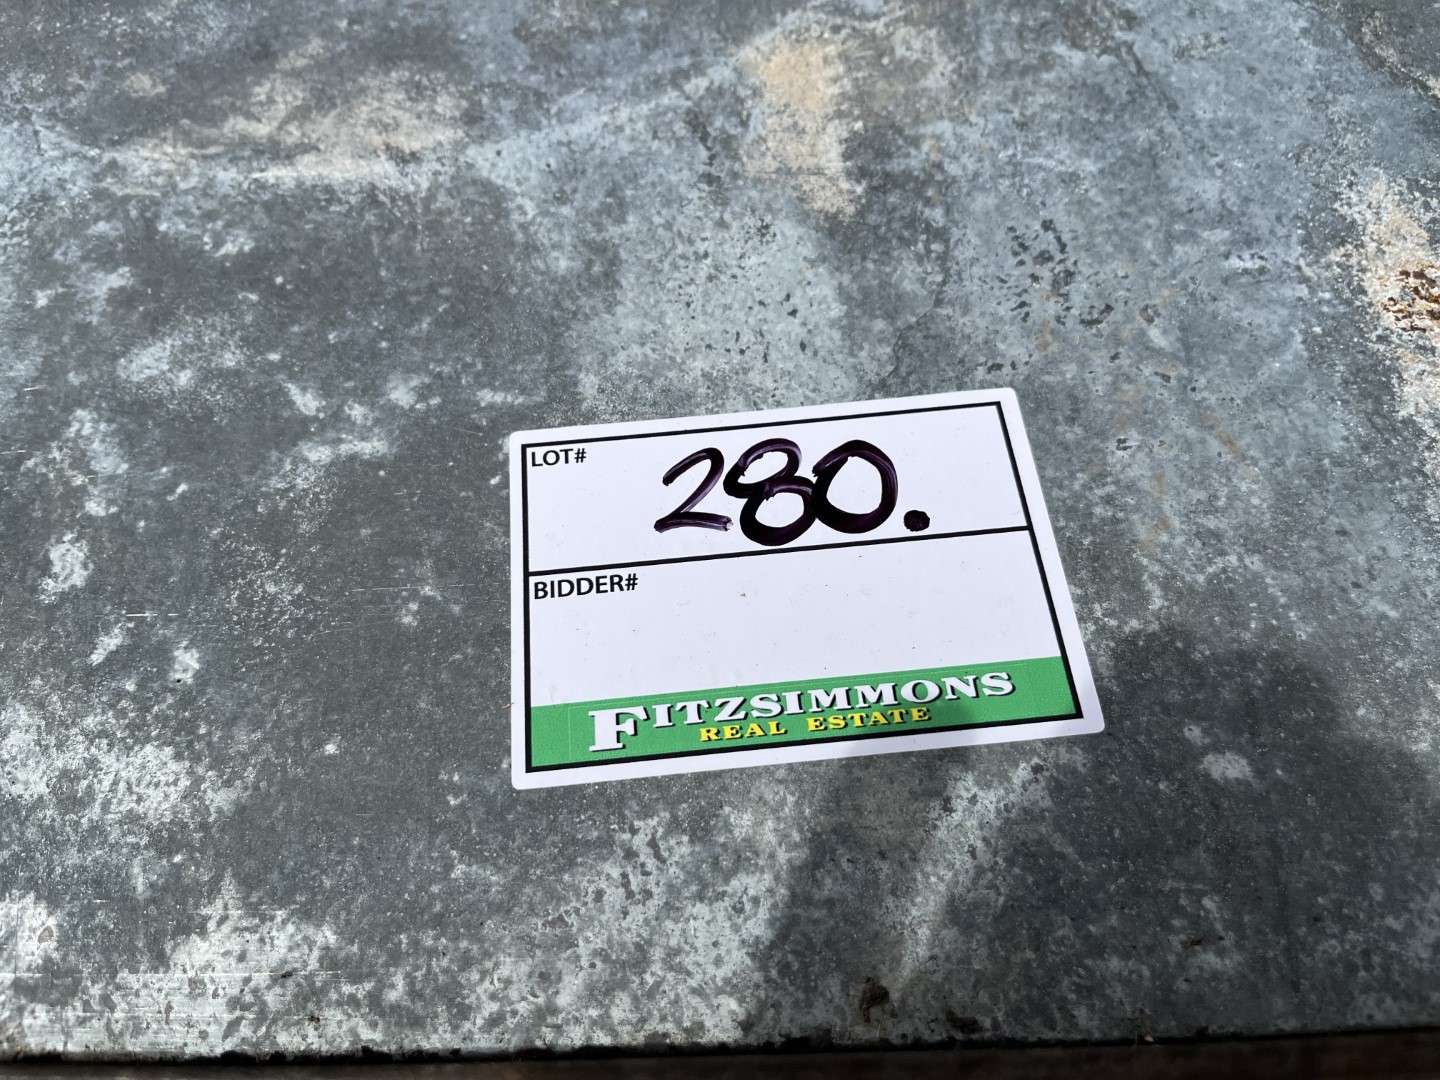 LOT#
280.
BIDDER#
FITZSIMMONS
REAL ESTATE